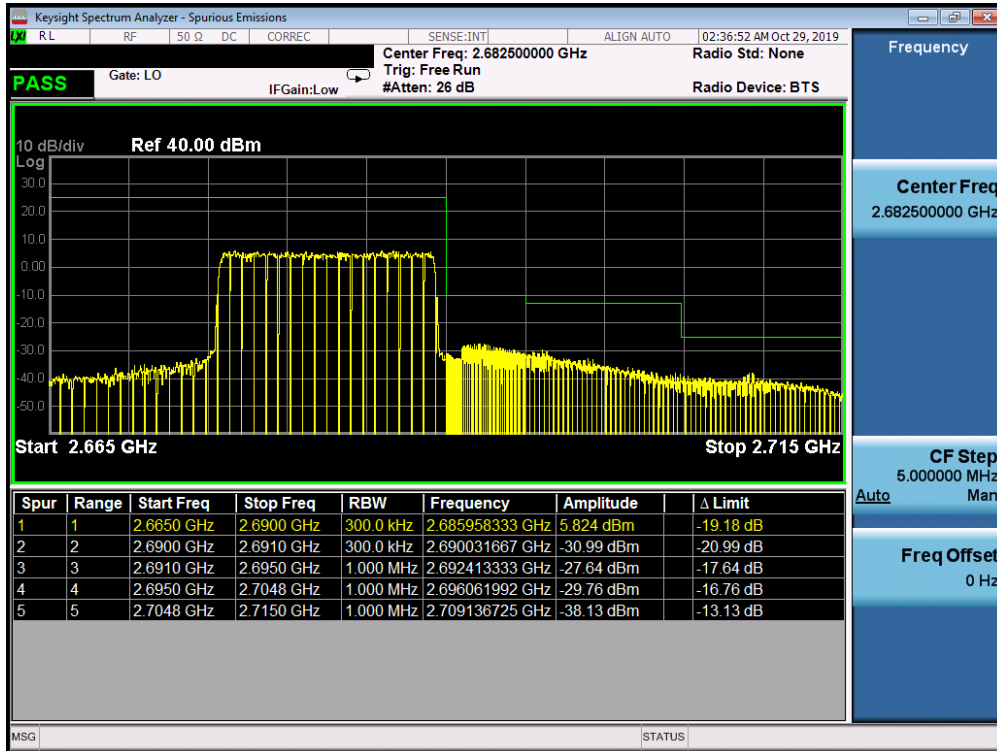 Keysight Spectrum Analyzer - Spurious Emissions
LXI RL RF 50 Ω DC CORREC SENSE:INT ALIGN AUTO 02:36:52 AM Oct 29, 2019
Center Freq: 2.682500000 GHz Radio Std: None
PASS Gate: LO Trig: Free Run
IFGain:Low #Atten: 26 dB Radio Device: BTS
10 dB/div Ref 40.00 dBm
Log
30.0
20.0
10.0
0.00
-10.0
-20.0
-30.0
-40.0
-50.0
Start 2.665 GHz Stop 2.715 GHz
Spur Range Start Freq Stop Freq RBW Frequency Amplitude Δ Limit
1 1 2.6650 GHz 2.6900 GHz 300.0 kHz 2.685958333 GHz 5.824 dBm -19.18 dB
2 2 2.6900 GHz 2.6910 GHz 300.0 kHz 2.690031667 GHz -30.99 dBm -20.99 dB
3 3 2.6910 GHz 2.6950 GHz 1.000 MHz 2.692413333 GHz -27.64 dBm -17.64 dB
4 4 2.6950 GHz 2.7048 GHz 1.000 MHz 2.696061992 GHz -29.76 dBm -16.76 dB
5 5 2.7048 GHz 2.7150 GHz 1.000 MHz 2.709136725 GHz -38.13 dBm -13.13 dB
MSG STATUS
Frequency
Center Freq
2.682500000 GHz
CF Step
5.000000 MHz
Auto Man
Freq Offset
0 Hz